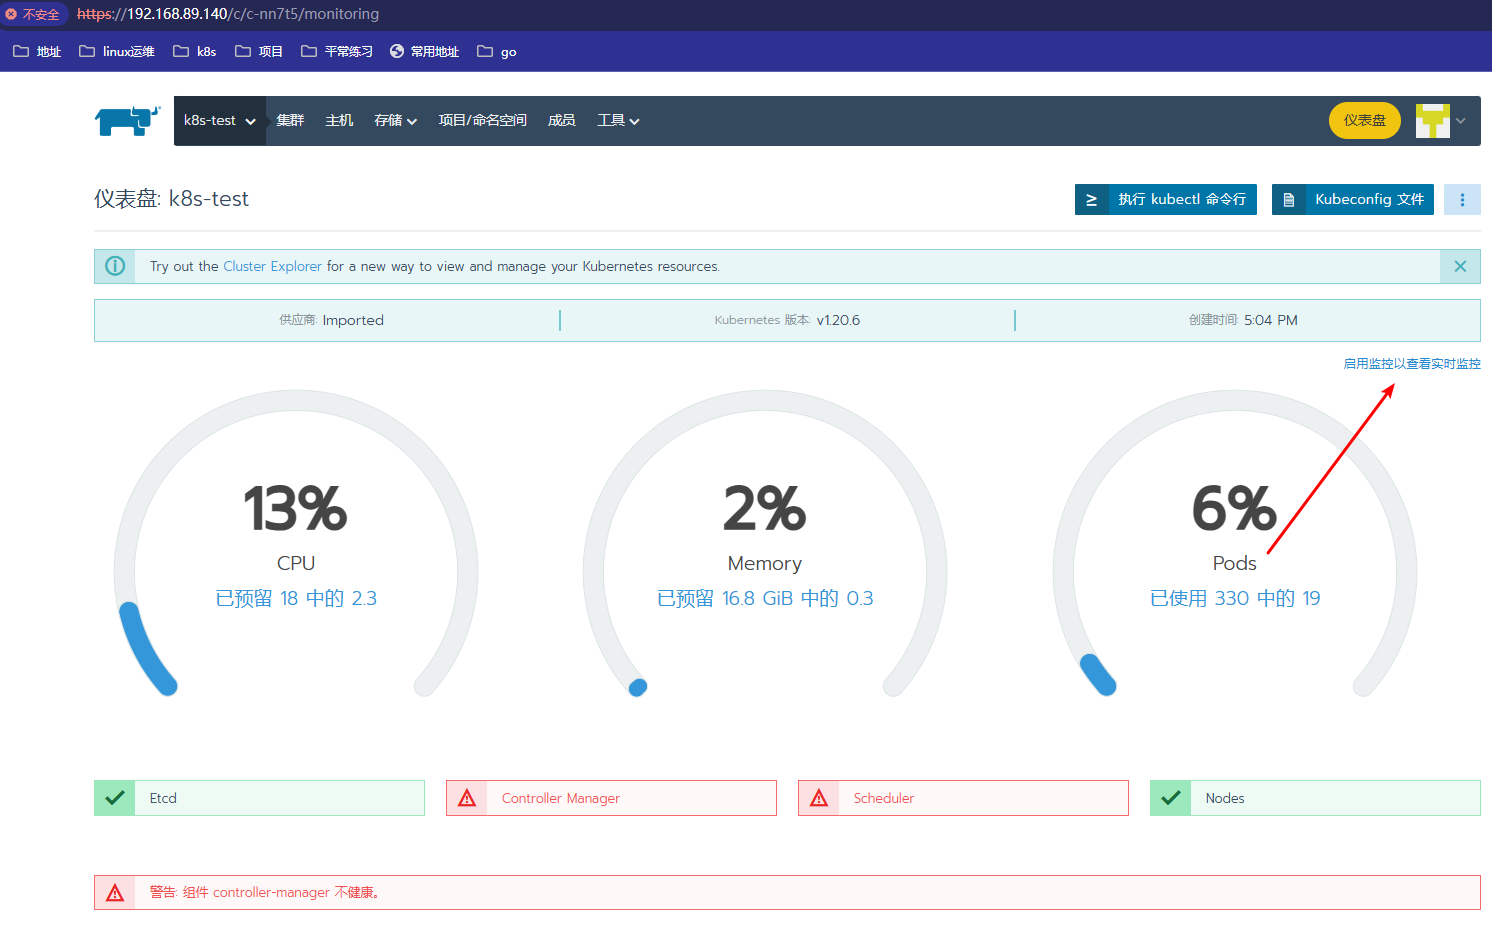 不安全 https://192.168.89.140/c/c-nn7t5/monitoring
地址 linux运维 k8s 项目 平常练习 常用地址 go
k8s-test 集群 主机 存储 项目/命名空间 成员 工具 仪表盘
仪表盘: k8s-test 执行 kubectl 命令行 Kubeconfig 文件
Try out the Cluster Explorer for a new way to view and manage your Kubernetes resources.
供应商: Imported Kubernetes 版本: v1.20.6 创建时间: 5:04 PM
启用监控以查看实时监控
13% 2% 6%
CPU Memory Pods
已预留 18 中的 2.3 已预留 16.8 GiB 中的 0.3 已使用 330 中的 19
Etcd Controller Manager Scheduler Nodes
警告: 组件 controller-manager 不健康。